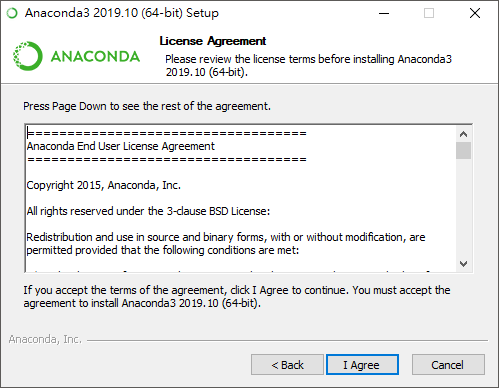 Anaconda3 2019.10 (64-bit) Setup
ANACONDA
License Agreement
Please review the license terms before installing Anaconda3
2019.10 (64-bit).
Press Page Down to see the rest of the agreement.
===================================
Anaconda End User License Agreement
===================================
Copyright 2015, Anaconda, Inc.
All rights reserved under the 3-clause BSD License:
Redistribution and use in source and binary forms, with or without modification, are
permitted provided that the following conditions are met:
If you accept the terms of the agreement, click I Agree to continue. You must accept the
agreement to install Anaconda3 2019.10 (64-bit).
Anaconda, Inc.
< Back
I Agree
Cancel